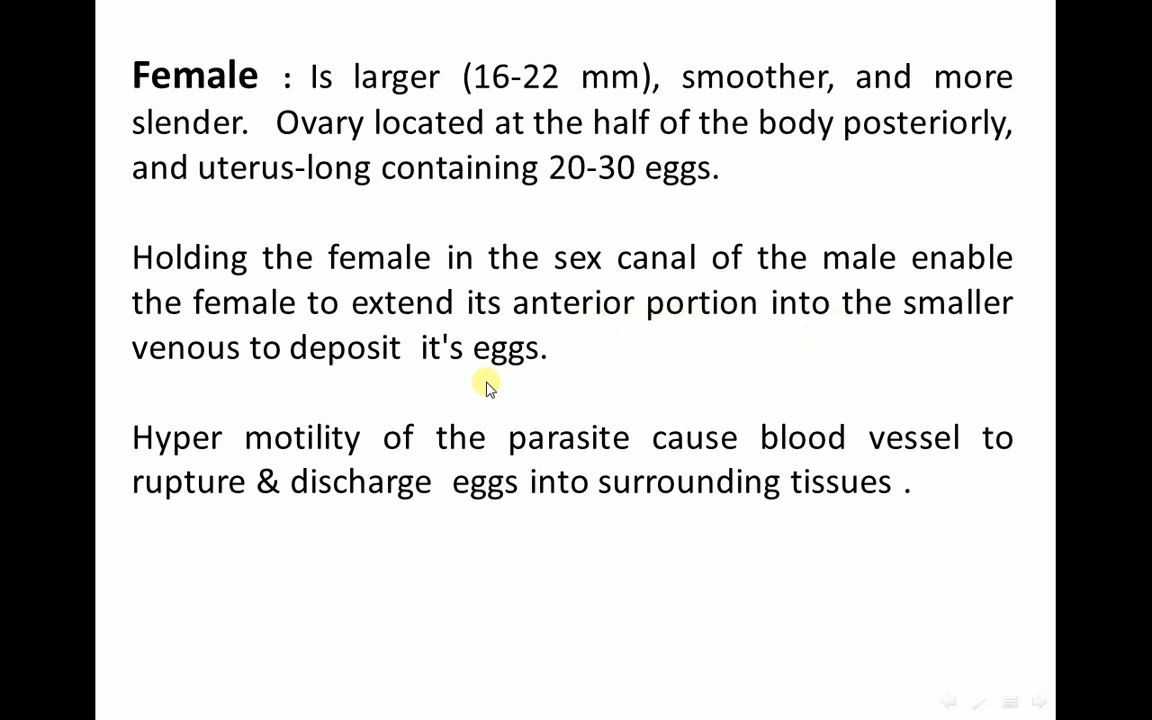 Female : Is larger (16-22 mm), smoother, and more
slender. Ovary located at the half of the body posteriorly,
and uterus-long containing 20-30 eggs.
Holding the female in the sex canal of the male enable
the female to extend its anterior portion into the smaller
venous to deposit it's eggs.
Hyper motility of the parasite cause blood vessel to
rupture & discharge eggs into surrounding tissues .